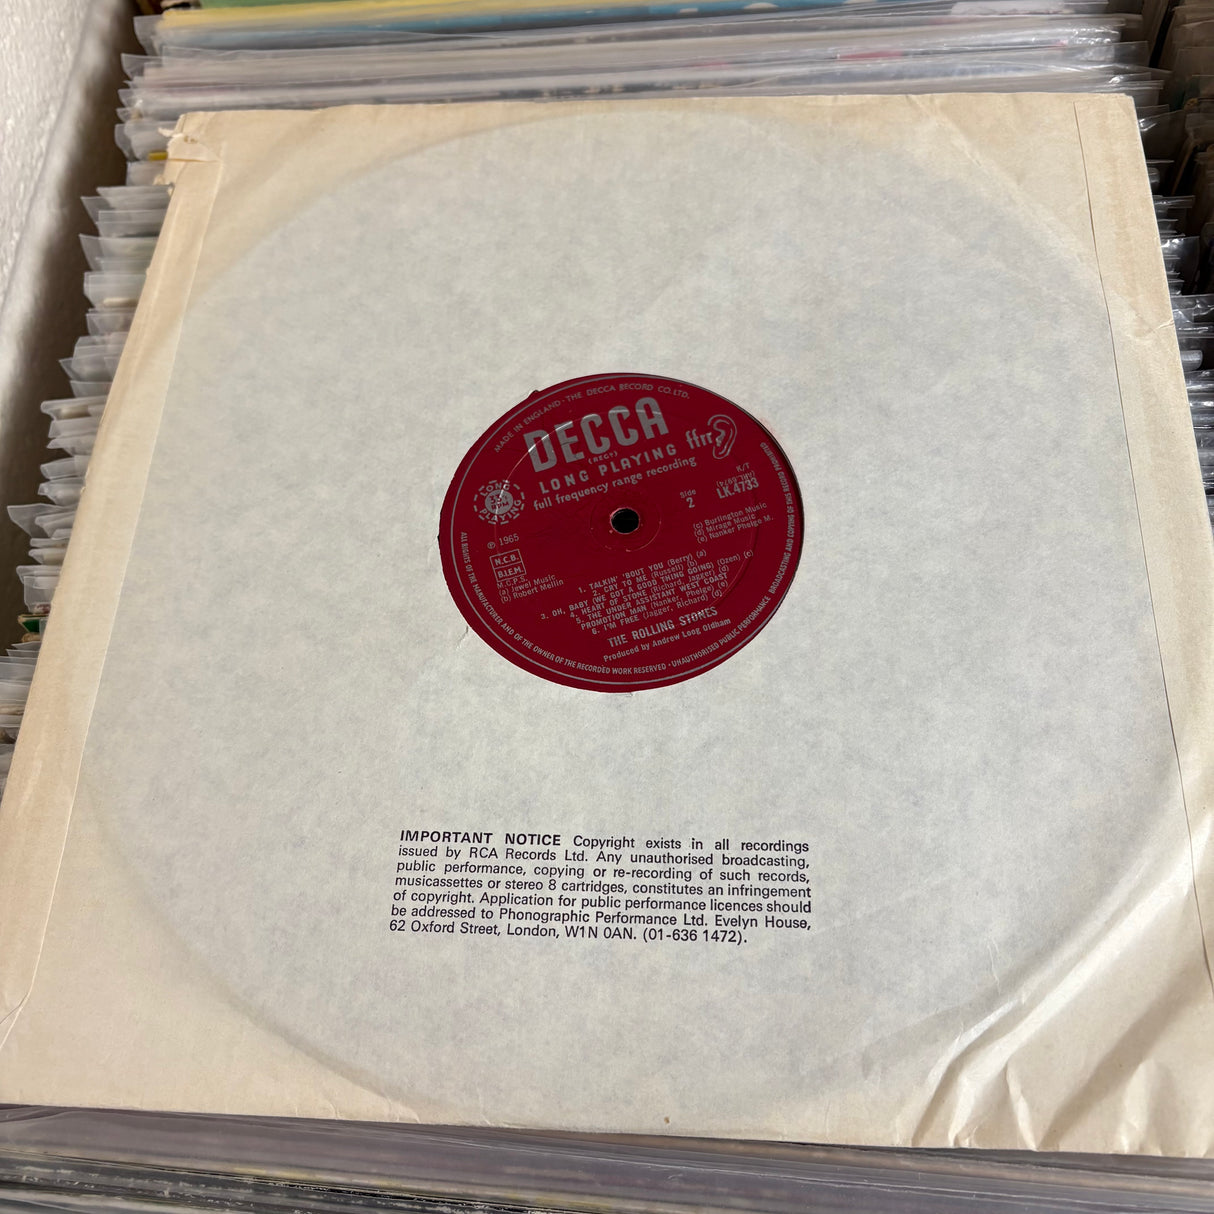 MADE IN ENGLAND · THE DECCA RECORD CO. LTD.
DECCA
(REGD)
LONG PLAYING
ffrr
full frequency range recording
LONG
33⅓
RPM
PLAYING
K/T
(ARL.6974)
Side
2
LK.4733
℗ 1965
N.C.B.
B.I.E.M.
M.C.P.S.
(a) Jewel Music
(b) Robert Mellin
(c) Burlington Music
(d) Mirage Music
(e) Nanker Phelge M.
1. TALKIN' 'BOUT YOU (Berry) (a)
2. CRY TO ME (Russell) (b)
3. OH, BABY (WE GOT A GOOD THING GOING) (Ozen) (c)
4. HEART OF STONE (Richard, Jagger) (d)
5. THE UNDER ASSISTANT WEST COAST
PROMOTION MAN (Nanker, Phelge) (e)
6. I'M FREE (Jagger, Richard) (d)
THE ROLLING STONES
Produced by Andrew Loog Oldham
ALL RIGHTS OF THE MANUFACTURER AND OF THE OWNER OF THE RECORDED WORK RESERVED · UNAUTHORISED PUBLIC PERFORMANCE BROADCASTING AND COPYING OF THIS RECORD PROHIBITED
IMPORTANT NOTICE Copyright exists in all recordings
issued by RCA Records Ltd. Any unauthorised broadcasting,
public performance, copying or re-recording of such records,
musicassettes or stereo 8 cartridges, constitutes an infringement
of copyright. Application for public performance licences should
be addressed to Phonographic Performance Ltd. Evelyn House,
62 Oxford Street, London, W1N 0AN. (01-636 1472).